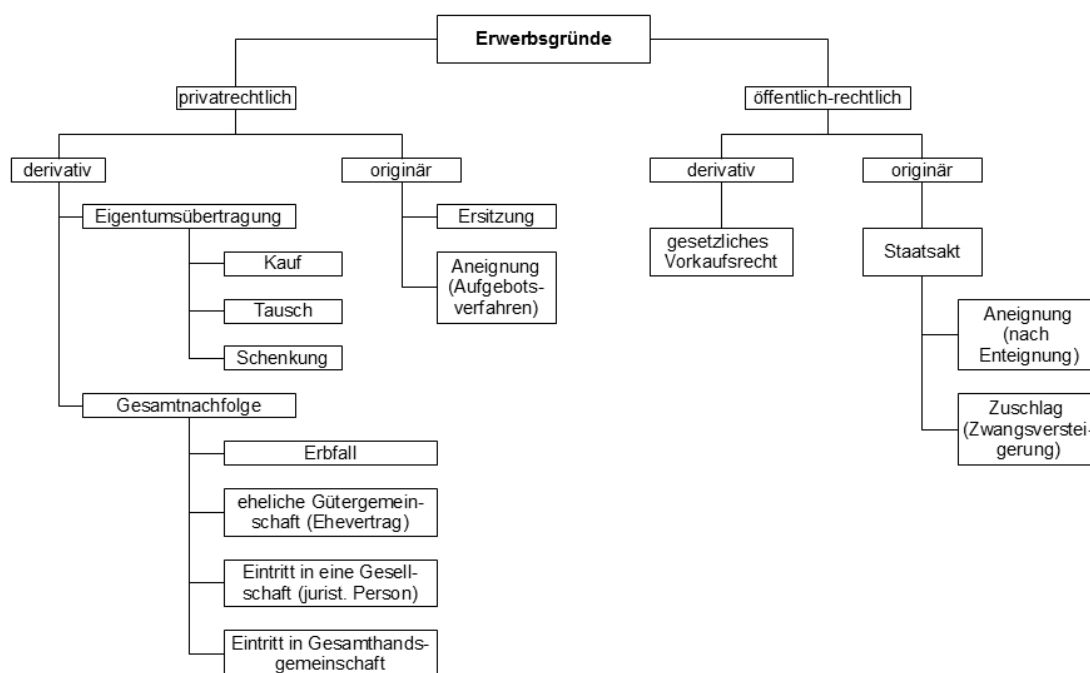 Erwerbsgründe
privatrechtlich
öffentlich-rechtlich
derivativ
originär
derivativ
originär
Eigentumsübertragung
Kauf
Tausch
Schenkung
Gesamtnachfolge
Erbfall
eheliche Gütergemein-
schaft (Ehevertrag)
Eintritt in eine Gesell-
schaft (jurist. Person)
Eintritt in Gesamthands-
gemeinschaft
Ersitzung
Aneignung
(Aufgebots-
verfahren)
gesetzliches
Vorkaufsrecht
Staatsakt
Aneignung
(nach
Enteignung)
Zuschlag
(Zwangsverstei-
gerung)